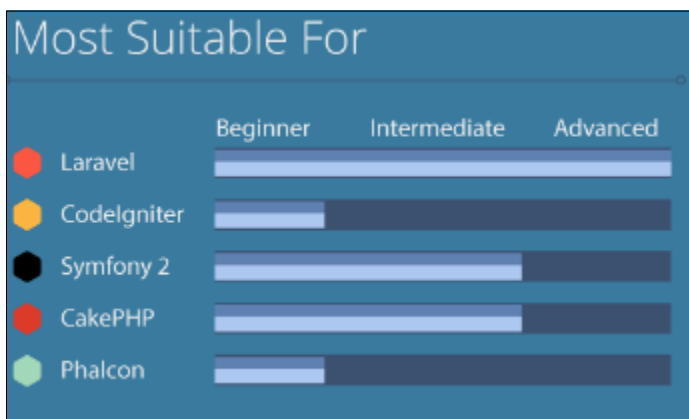 Most Suitable For
Beginner Intermediate Advanced
Laravel
CodeIgniter
Symfony 2
CakePHP
Phalcon